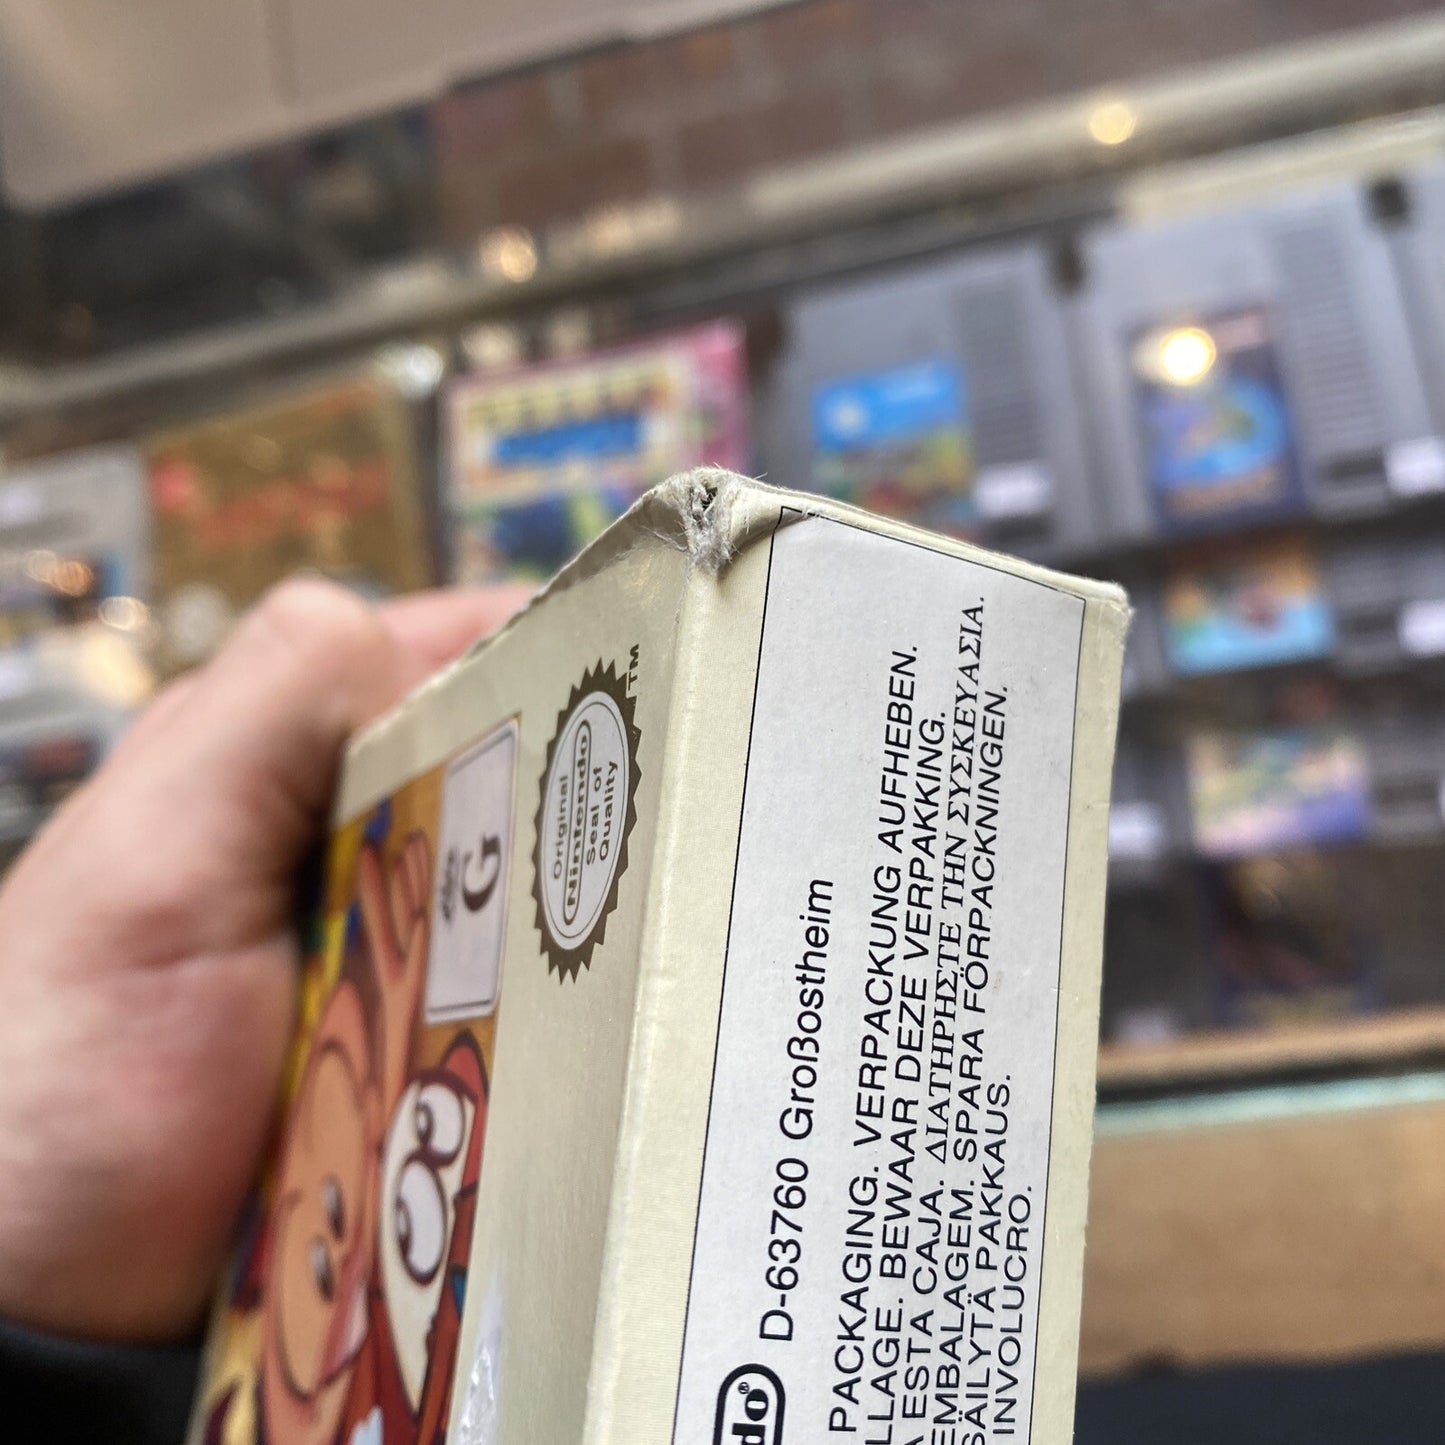 Original
Nintendo
Seal of
Quality
TM
G
D-63760 Großostheim
PACKAGING. VERPACKUNG AUFHEBEN.
BEWAAR DEZE VERPAKKING.
ESTA CAJA. ΔΙΑΤΗΡΗΣΤΕ ΤΗΝ ΣΥΣΚΕΥΑΣΙΑ.
EMBALAGEM. SPARA FÖRPACKNINGEN.
SÄILYTÄ PAKKAUS.
INVOLUCRO.